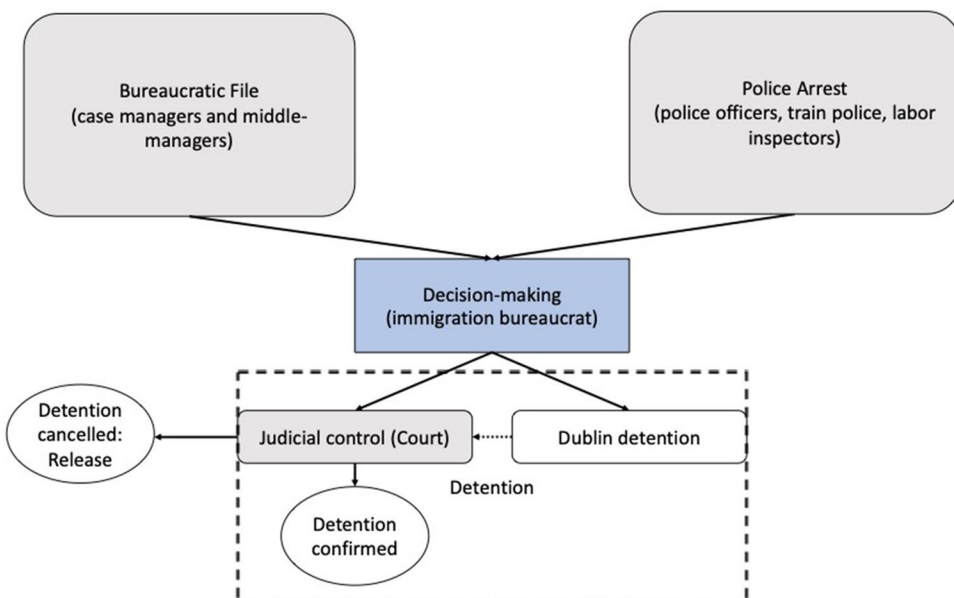 Bureaucratic File
(case managers and middle-
managers)
Police Arrest
(police officers, train police, labor
inspectors)
Decision-making
(immigration bureaucrat)
Detention
cancelled:
Release
Judicial control (Court)
Dublin detention
Detention
Detention
confirmed